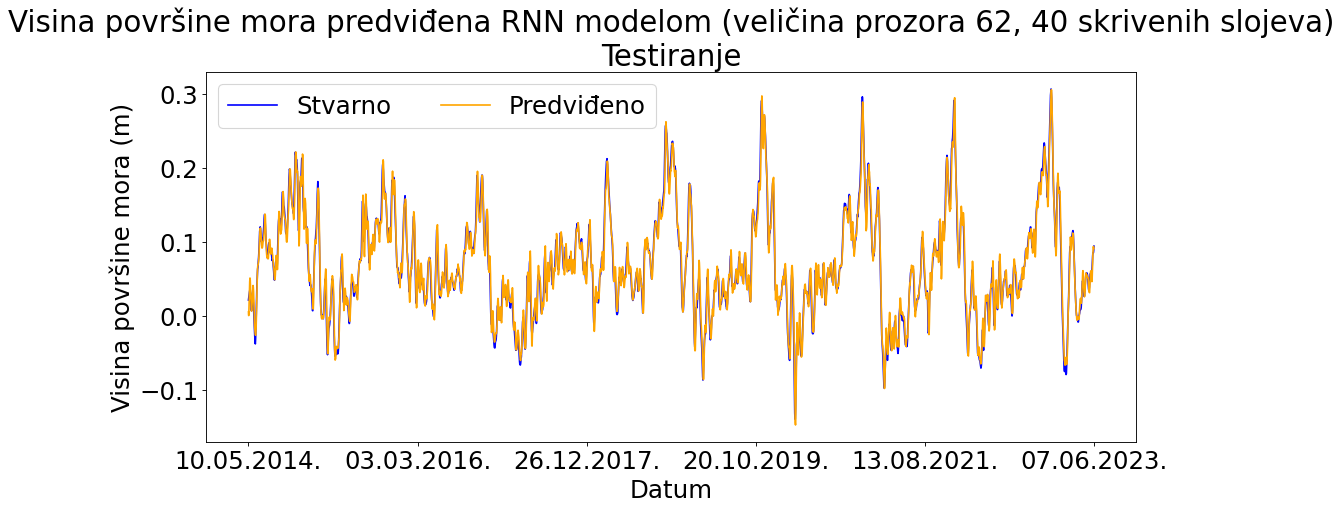 Visina površine mora predviđena RNN modelom (veličina prozora 62, 40 skrivenih slojeva)
Testiranje
Stvarno Predviđeno
Visina površine mora (m)
0.3
0.2
0.1
0.0
−0.1
10.05.2014. 03.03.2016. 26.12.2017. 20.10.2019. 13.08.2021. 07.06.2023.
Datum